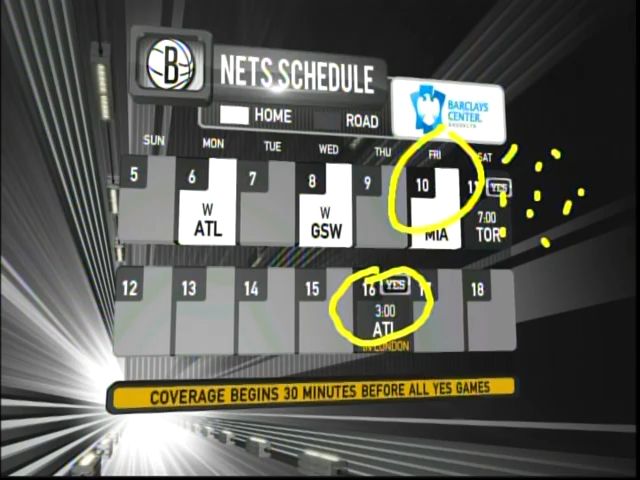 B
NETS SCHEDULE
HOME ROAD
BARCLAYS
CENTER
BROOKLYN
SUN MON TUE WED THU FRI SAT
5 6 7 8 9 10 11 YES
W W 7:00
ATL GSW MIA TOR
12 13 14 15 16 YES 17 18
3:00
ATL
IN LONDON
COVERAGE BEGINS 30 MINUTES BEFORE ALL YES GAMES